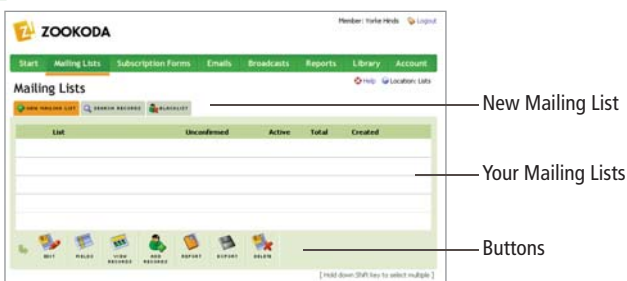 Member: Yorke Hinds Logout
ZOOKODA
Start Mailing Lists Subscription Forms Emails Broadcasts Reports Library Account
Help Location: Lists
Mailing Lists
NEW MAILING LIST SEARCH RECORDS BLACKLIST
New Mailing List
List Unconfirmed Active Total Created
Your Mailing Lists
Buttons
EDIT FIELDS VIEW RECORDS ADD RECORDS REPORT EXPORT DELETE
[ Hold down Shift key to select multiple ]